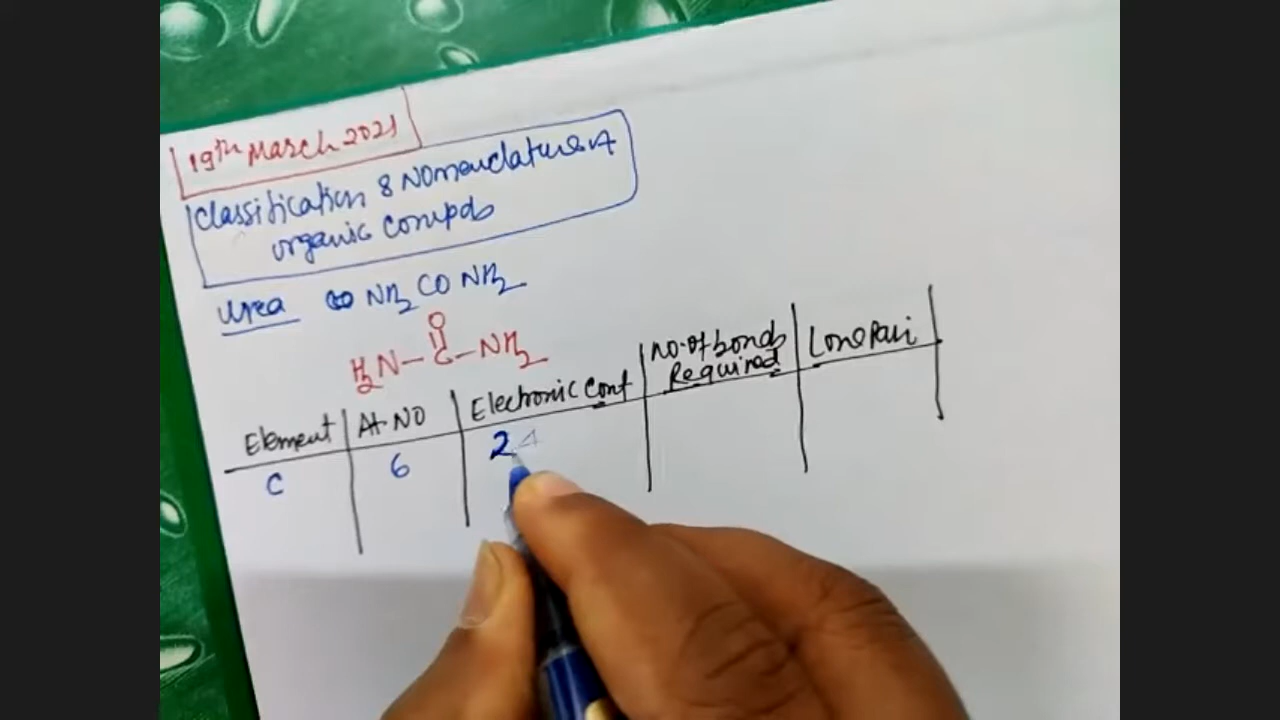 19th March 2021
Classification & Nomenclature of
organic compds
Urea CO NH2 CO NH2
O
H2N - C - NH2
Element At. NO Electronic Conf No. of bonds Required Lone Pair
C 6 2,4